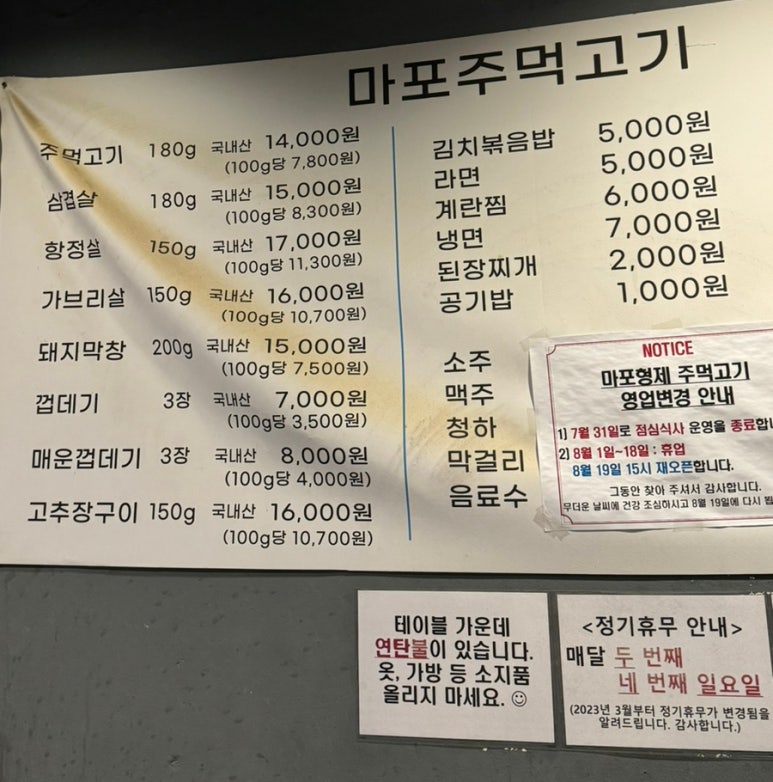 마포주먹고기
주먹고기 180g 국내산 14,000원
(100g당 7,800원)
삼겹살 180g 국내산 15,000원
(100g당 8,300원)
항정살 150g 국내산 17,000원
(100g당 11,300원)
가브리살 150g 국내산 16,000원
(100g당 10,700원)
돼지막창 200g 국내산 15,000원
(100g당 7,500원)
껍데기 3장 국내산 7,000원
(100g당 3,500원)
매운껍데기 3장 국내산 8,000원
(100g당 4,000원)
고추장구이 150g 국내산 16,000원
(100g당 10,700원)
김치볶음밥 5,000원
라면 5,000원
계란찜 6,000원
냉면 7,000원
된장찌개 2,000원
공기밥 1,000원
소주
맥주
청하
막걸리
음료수
NOTICE
마포형제 주먹고기
영업변경 안내
1) 7월 31일로 점심식사 운영을 종료합
2) 8월 1일~18일 : 휴업
8월 19일 15시 재오픈합니다.
그동안 찾아 주셔서 감사합니다.
무더운 날씨에 건강 조심하시고 8월 19일에 다시
테이블 가운데
연탄불이 있습니다.
옷, 가방 등 소지품
올리지 마세요. ☺
<정기휴무 안내>
매달 두 번째
네 번째 일요일
(2023년 3월부터 정기휴무가 변경됨을
알려드립니다. 감사합니다.)